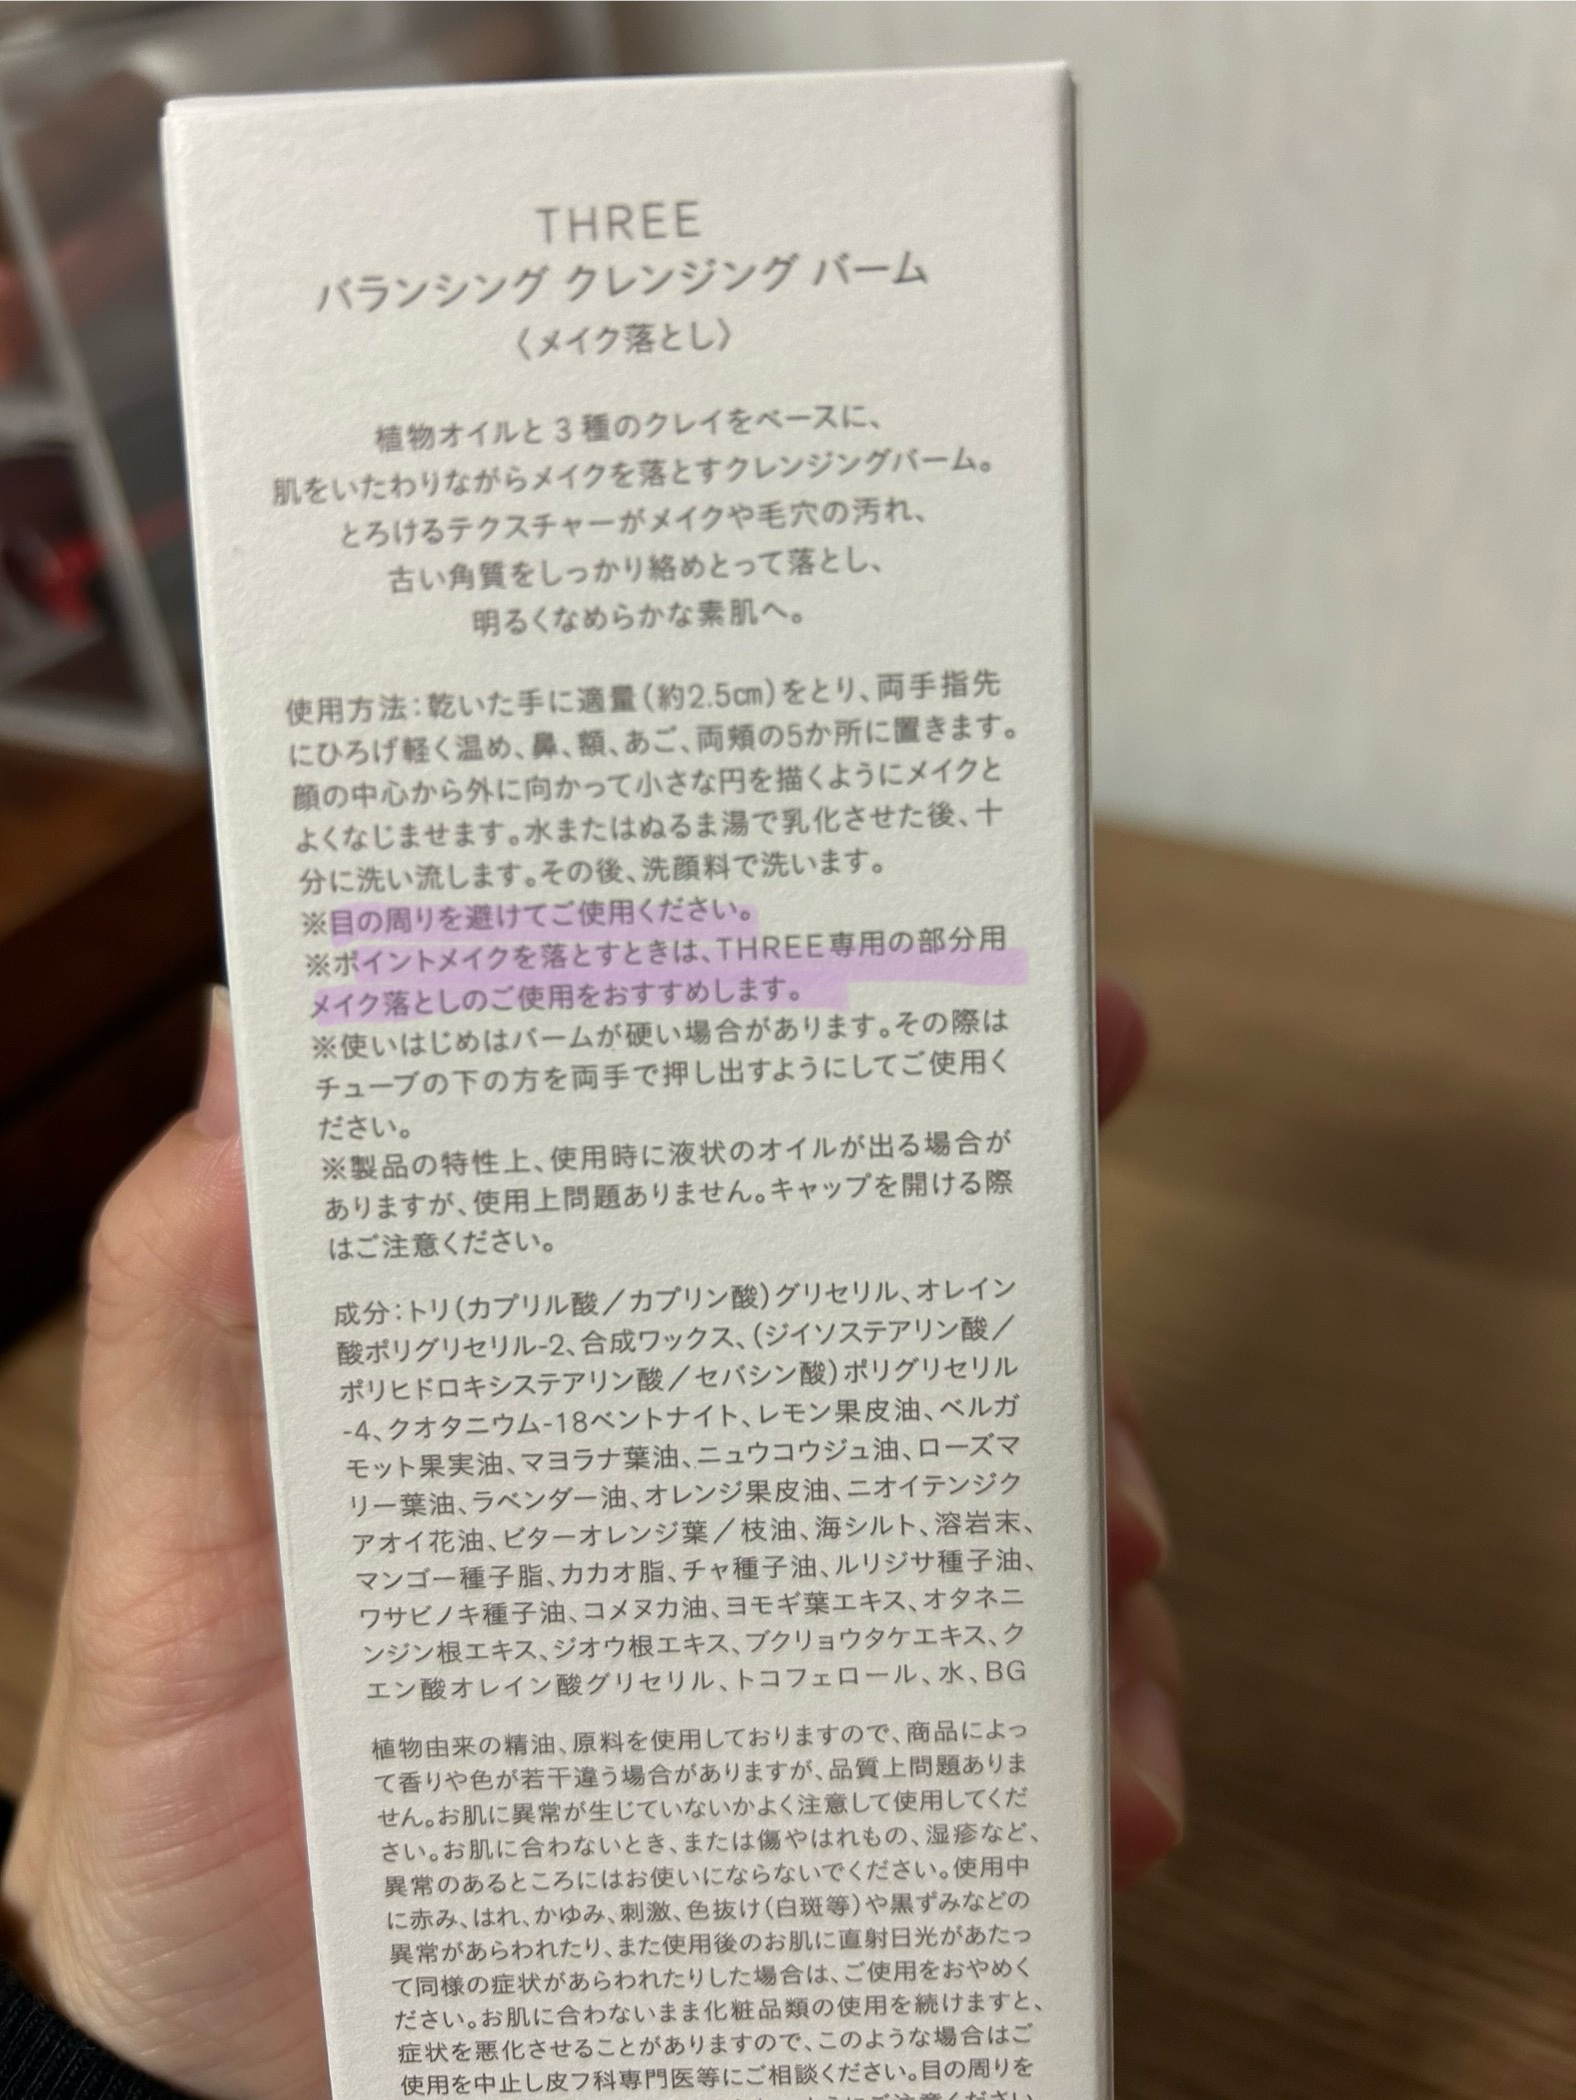 THREE
バランシング クレンジング バーム
〈メイク落とし〉
植物オイルと3種のクレイをベースに、
肌をいたわりながらメイクを落とすクレンジングバーム。
とろけるテクスチャーがメイクや毛穴の汚れ、
古い角質をしっかり絡めとって落とし、
明るくなめらかな素肌へ。
使用方法：乾いた手に適量(約2.5㎝)をとり、両手指先
にひろげ軽く温め、鼻、額、あご、両頬の5か所に置きます。
顔の中心から外に向かって小さな円を描くようにメイクと
よくなじませます。水またはぬるま湯で乳化させた後、十
分に洗い流します。その後、洗顔料で洗います。
※目の周りを避けてご使用ください。
※ポイントメイクを落とすときは、THREE専用の部分用
メイク落としのご使用をおすすめします。
※使いはじめはバームが硬い場合があります。その際は
チューブの下の方を両手で押し出すようにしてご使用く
ださい。
※製品の特性上、使用時に液状のオイルが出る場合が
ありますが、使用上問題ありません。キャップを開ける際
はご注意ください。
成分：トリ(カプリル酸／カプリン酸)グリセリル、オレイン
酸ポリグリセリル-2、合成ワックス、(ジイソステアリン酸／
ポリヒドロキシステアリン酸／セバシン酸)ポリグリセリル
-4、クオタニウム-18ベントナイト、レモン果皮油、ベルガ
モット果実油、マヨラナ葉油、ニュウコウジュ油、ローズマ
リー葉油、ラベンダー油、オレンジ果皮油、ニオイテンジク
アオイ花油、ビターオレンジ葉／枝油、海シルト、溶岩末、
マンゴー種子脂、カカオ脂、チャ種子油、ルリジサ種子油、
ワサビノキ種子油、コメヌカ油、ヨモギ葉エキス、オタネニ
ンジン根エキス、ジオウ根エキス、ブクリョウタケエキス、ク
エン酸オレイン酸グリセリル、トコフェロール、水、BG
植物由来の精油、原料を使用しておりますので、商品によっ
て香りや色が若干違う場合がありますが、品質上問題ありま
せん。お肌に異常が生じていないかよく注意して使用してくだ
さい。お肌に合わないとき、または傷やはれもの、湿疹など、
異常のあるところにはお使いにならないでください。使用中
に赤み、はれ、かゆみ、刺激、色抜け(白斑等)や黒ずみなどの
異常があらわれたり、また使用後のお肌に直射日光があたっ
て同様の症状があらわれたりした場合は、ご使用をおやめく
ださい。お肌に合わないまま化粧品類の使用を続けますと、
症状を悪化させることがありますので、このような場合はご
使用を中止し皮フ科専門医等にご相談ください。目の周りを